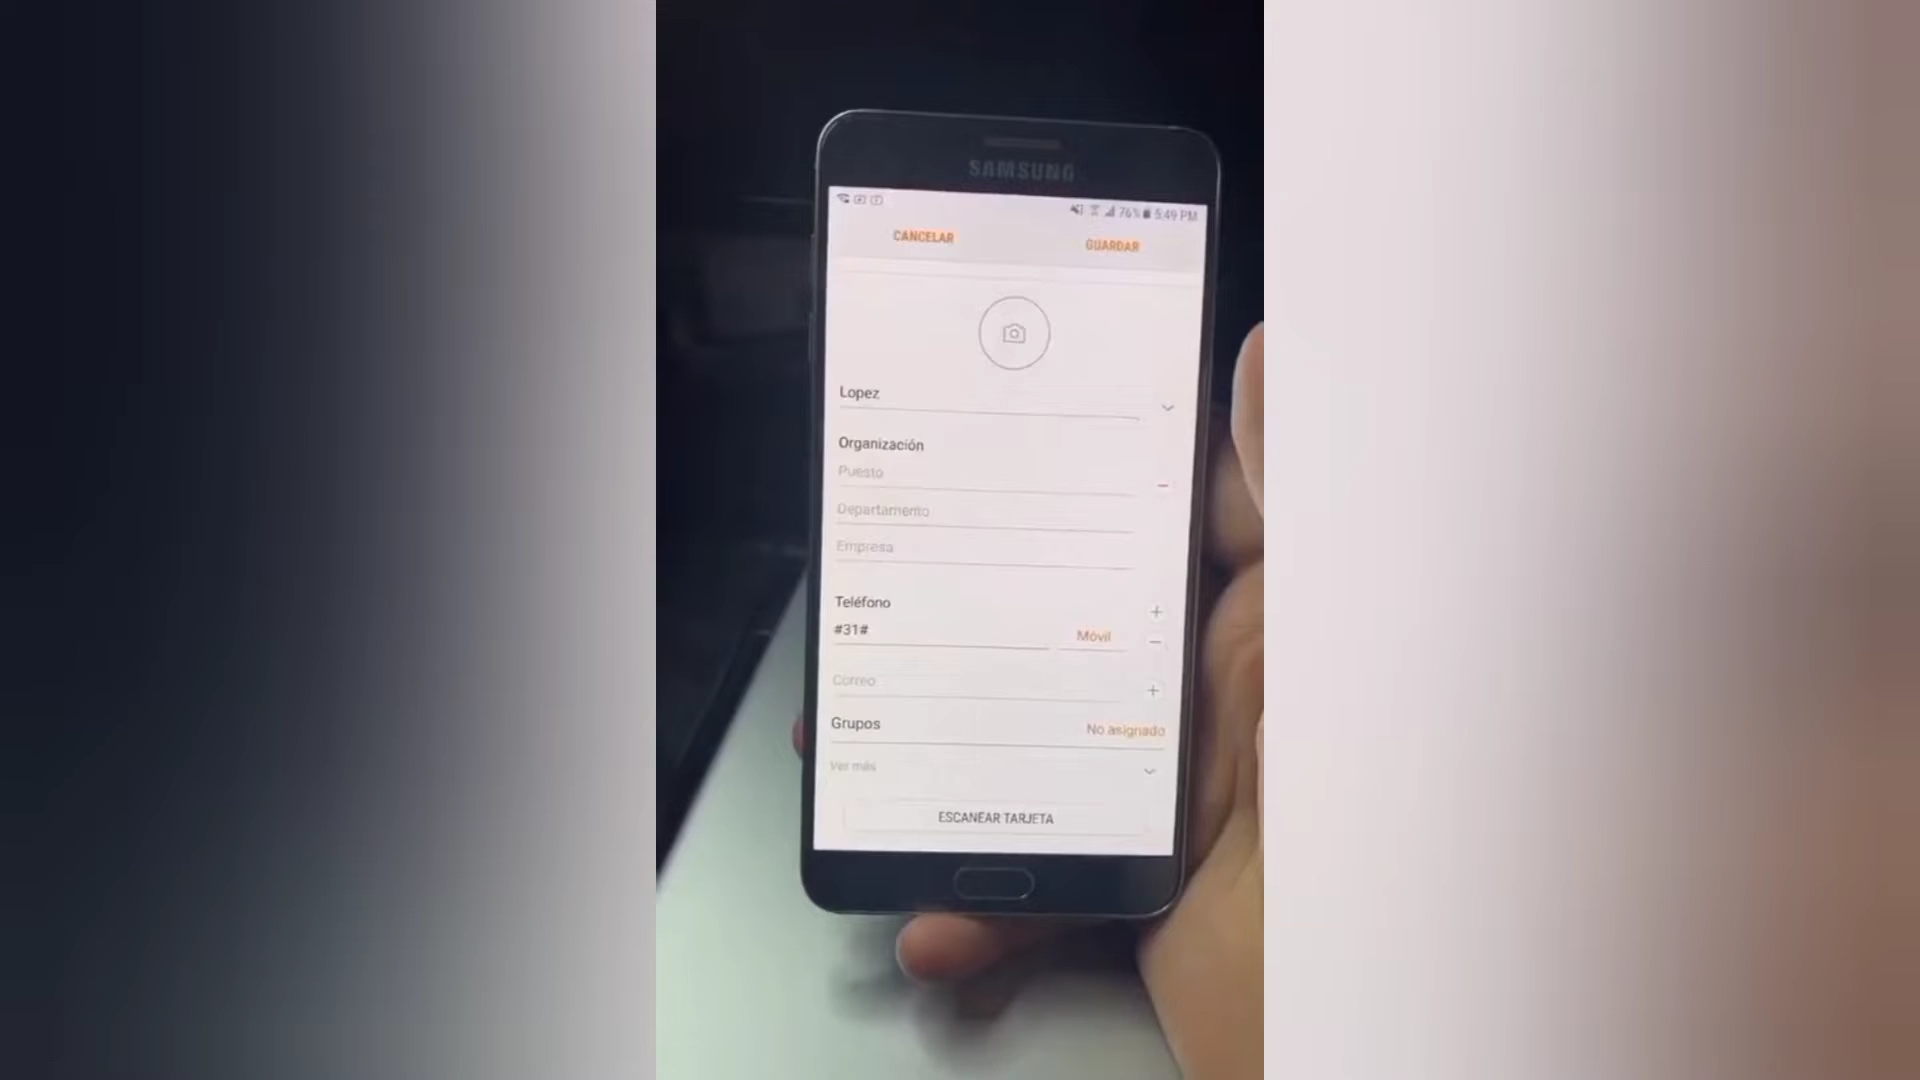 SAMSUNG
76% 5:49 PM
CANCELAR GUARDAR
Lopez
Organización
Puesto
Departamento
Empresa
Teléfono
#31# Móvil
Correo
Grupos No asignado
Ver más
ESCANEAR TARJETA